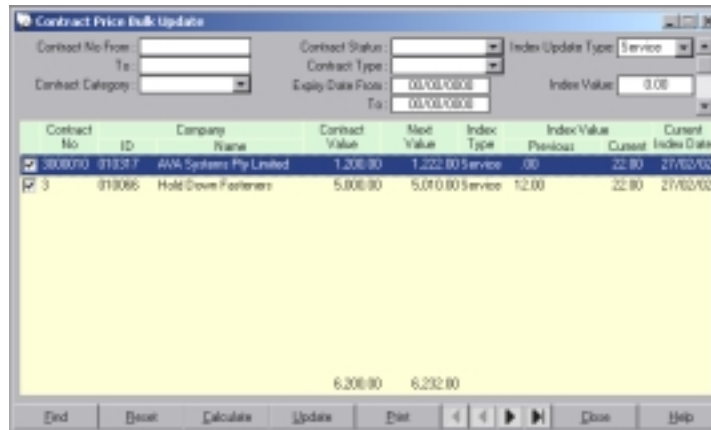 Contract Price Bulk Update
Contract No From: Contract Status: Index Update Type: Service
To: Contract Type:
Contract Category: Expiry Date From: 00/00/0000 Index Value: 0.00
To: 00/00/0000
Contract No Company ID Name Contract Value Next Value Index Type Index Value Previous Current Current Index Date
3000010 010317 AVA Systems Pty Limited 1,200.00 1,222.00 Service .00 22.00 27/02/02
3 010066 Hold Down Fasteners 5,000.00 5,010.00 Service 12.00 22.00 27/02/02
6,200.00 6,232.00
Find Reset Calculate Update Print Close Help